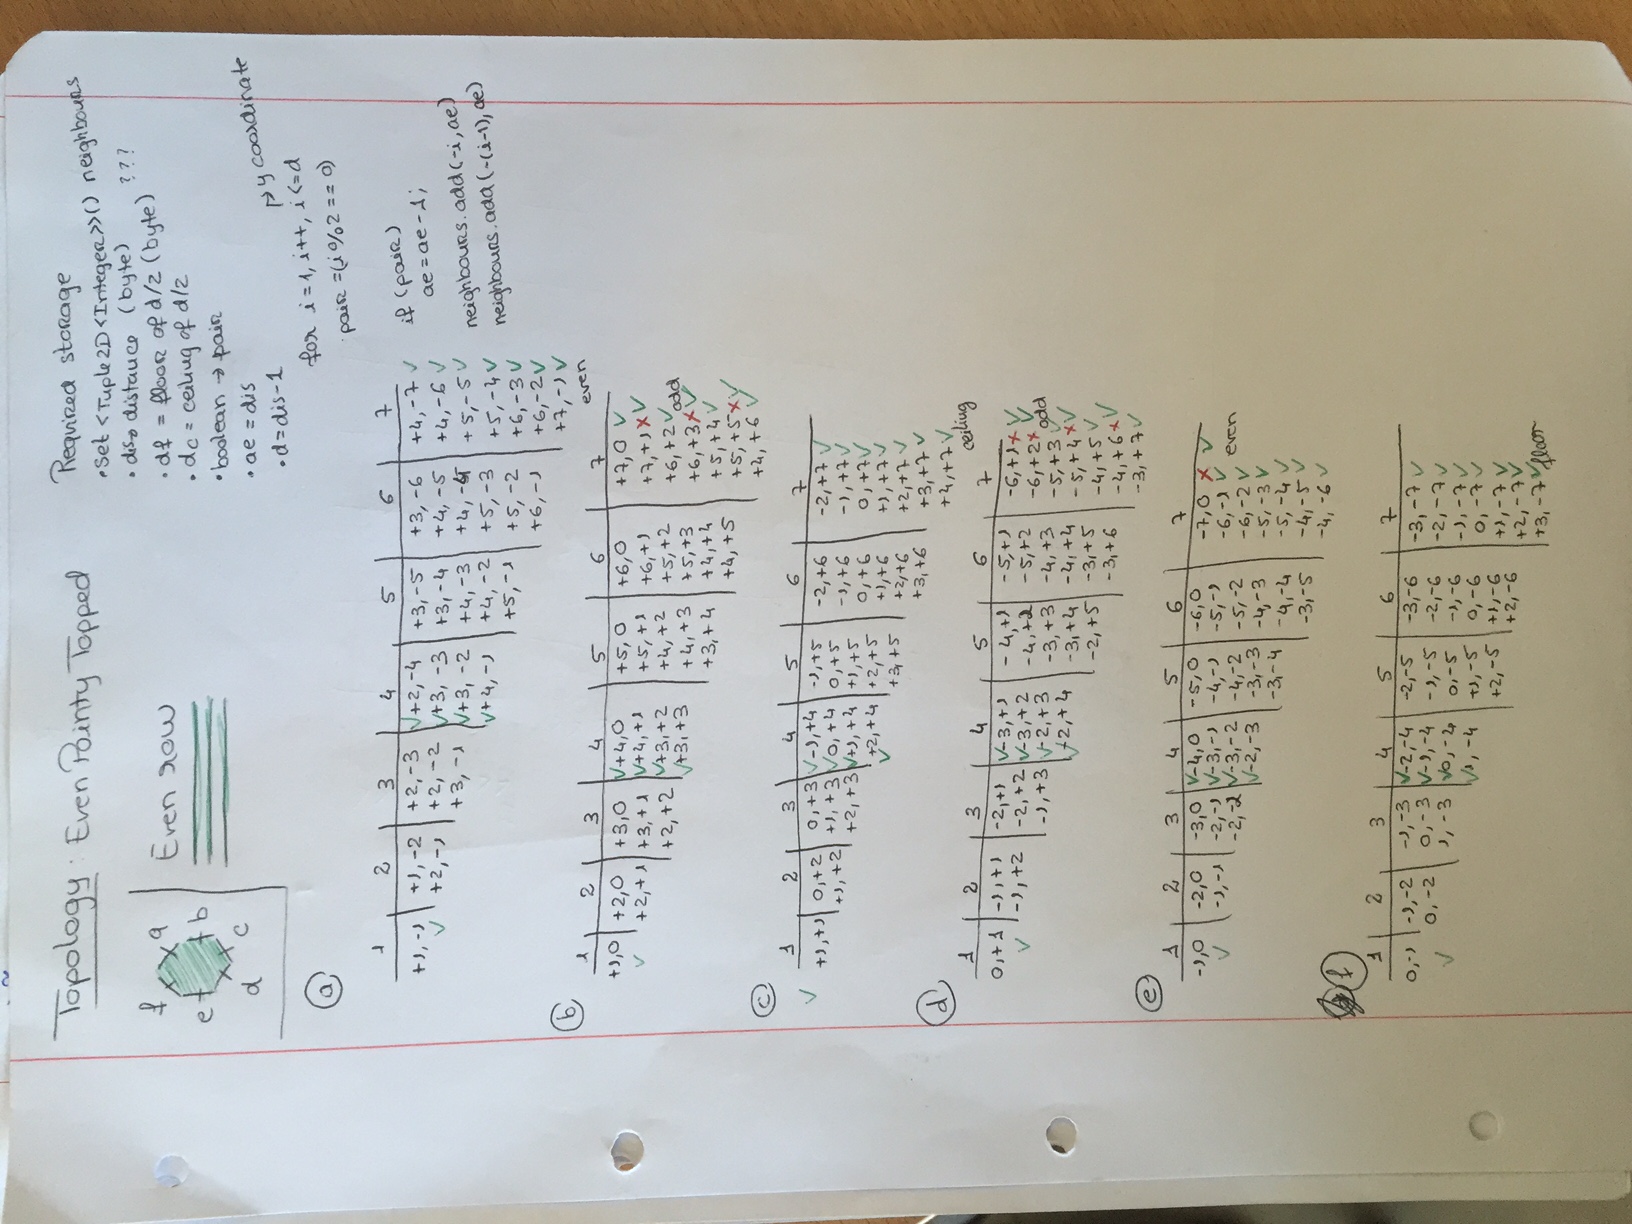 Topology: Even Pointy Topped
f a
e b
d c
Even row
Required storage
• Set <Tuple2D<Integer>>() neighbours
• dis→ distance (byte) ???
• df = floor of d/2 (byte)
• dc = ceiling of d/2
• boolean → pair
• ae = dis
• d = dis-1
↱ y coordinate
for i=1, i++, i<=d
pair = (i%2 == 0)
if (pair)
ae = ae -1;
neighbours.add(-i, ae)
neighbours.add(-(i-1), ae)
a
1 2 3 4 5 6 7
+1,-1 +1,-2 +2,-3 ✓+2,-4 +3,-5 +3,-6 +4,-7 ✓
✓ +2,-1 +2,-2 ✓+3,-3 +3,-4 +4,-5 +4,-6 ✓
+3,-1 ✓+3,-2 +4,-3 +4,-4 +5,-5 ✓
✓+4,-1 +4,-2 +5,-3 +5,-4 ✓
+5,-1 +5,-2 +6,-3 ✓
+6,-1 +6,-2 ✓
+7,-1 ✓
even
b
1 2 3 4 5 6 7
+1,0 +2,0 +3,0 ✓+4,0 +5,0 +6,0 +7,0 ✓
✓ +2,+1 +3,+1 ✓+4,+1 +5,+1 +6,+1 +7,+1 x ✓
+2,+2 ✓+3,+2 +4,+2 +5,+2 +6,+2 ✓
odd
✓+3,+3 +4,+3 +5,+3 +6,+3 x ✓
+3,+4 +4,+4 +5,+4 ✓
+4,+5 +5,+5 x ✓
+4,+6 ✓
c
1 2 3 4 5 6 7
✓ +1,+1 0,+2 0,+3 ✓-1,+4 -1,+5 -2,+6 -2,+7 ✓
+1,+2 +1,+3 ✓0,+4 0,+5 -1,+6 -1,+7 ✓
+2,+3 ✓+1,+4 +1,+5 0,+6 0,+7 ✓
+2,+4 +2,+5 +1,+6 +1,+7 ✓
✓ +3,+5 +2,+6 +2,+7 ✓
+3,+6 +3,+7 ✓
+4,+7 ✓
ceiling
d
1 2 3 4 5 6 7
0,+1 -1,+1 -2,+1 ✓-3,+1 -4,+1 -5,+1 -6,+1 x ✓
✓ -1,+2 -2,+2 ✓-3,+2 -4,+2 -5,+2 -6,+2 x ✓
odd
-1,+3 ✓-2,+3 -3,+3 -4,+3 -5,+3 ✓
✓-2,+4 -3,+4 -4,+4 -5,+4 x ✓
-2,+5 -3,+5 -4,+5 ✓
-3,+6 -4,+6 x ✓
-3,+7 ✓
e
1 2 3 4 5 6 7
-1,0 -2,0 -3,0 ✓-4,0 -5,0 -6,0 -7,0 x ✓
✓ -1,-1 -2,-1 ✓-3,-1 -4,-1 -5,-1 -6,-1 ✓
even
-2,-2 ✓-3,-2 -4,-2 -5,-2 -6,-2 ✓
✓-2,-3 -3,-3 -4,-3 -5,-3 ✓
-3,-4 -4,-4 -5,-4 ✓
-3,-5 -4,-5 ✓
-4,-6 ✓
f
1 2 3 4 5 6 7
0,-1 -1,-2 -1,-3 ✓-2,-4 -2,-5 -3,-6 -3,-7 ✓
✓ 0,-2 0,-3 ✓-1,-4 -1,-5 -2,-6 -2,-7 ✓
1,-3 ✓0,-4 0,-5 -1,-6 -1,-7 ✓
✓1,-4 +1,-5 0,-6 0,-7 ✓
+2,-5 +1,-6 +1,-7 ✓
+2,-6 +2,-7 ✓
+3,-7 ✓ floor